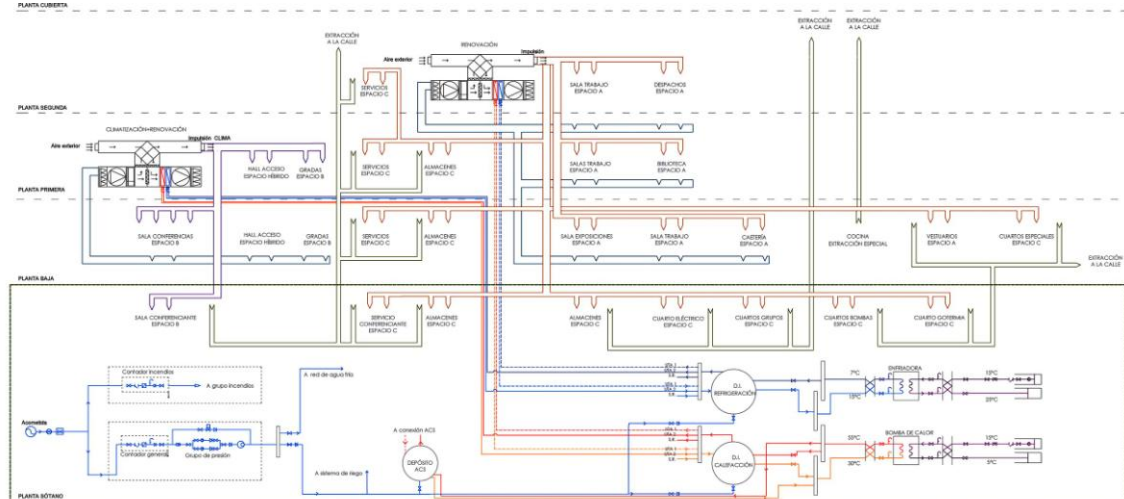 PLANTA CUBIERTA
EXTRACCIÓN
A LA CALLE
EXTRACCIÓN
A LA CALLE
EXTRACCIÓN
A LA CALLE
RENOVACIÓN
Aire exterior
Impulsión
SERVICIOS
ESPACIO C
SALA TRABAJO
ESPACIO A
DESPACHOS
ESPACIO A
PLANTA SEGUNDA
CLIMATIZACIÓN+RENOVACIÓN
Aire exterior
Impulsión CLIMA
HALL ACCESO
ESPACIO HÍBRIDO
GRADAS
ESPACIO B
SERVICIOS
ESPACIO C
ALMACENES
ESPACIO C
SALAS TRABAJO
ESPACIO A
BIBLIOTECA
ESPACIO A
PLANTA PRIMERA
SALA CONFERENCIAS
ESPACIO B
HALL ACCESO
ESPACIO HÍBRIDO
GRADAS
ESPACIO B
SERVICIOS
ESPACIO C
ALMACENES
ESPACIO C
SALA EXPOSICIONES
ESPACIO A
SALA TRABAJO
ESPACIO A
CAETERÍA
ESPACIO A
COCINA
EXTRACCIÓN ESPECIAL
VESTUARIOS
ESPACIO A
CUARTOS ESPECIALES
ESPACIO C
EXTRACCIÓN
A LA CALLE
PLANTA BAJA
SALA CONFERENCIANTE
ESPACIO B
SERVICIO
CONFERENCIANTE
ESPACIO C
ALMACENES
ESPACIO C
ALMACENES
ESPACIO C
CUARTO ELÉCTRICO
ESPACIO C
CUARTOS GRUPOS
ESPACIO C
CUARTOS BOMBAS
ESPACIO C
CUARTO GOTERMIA
ESPACIO C
Contador incendios
A grupo incendios
A red de agua fría
Acometida
Contador general
Grupo de presión
A sistema de riego
A conexión ACS
DEPÓSITO
ACS
D.I.
REFRIGERACIÓN
7ºC
ENFRIADORA
D.I.
CALEFACCIÓN
BOMBA DE CALOR
30ºC
5ºC
PLANTA SÓTANO